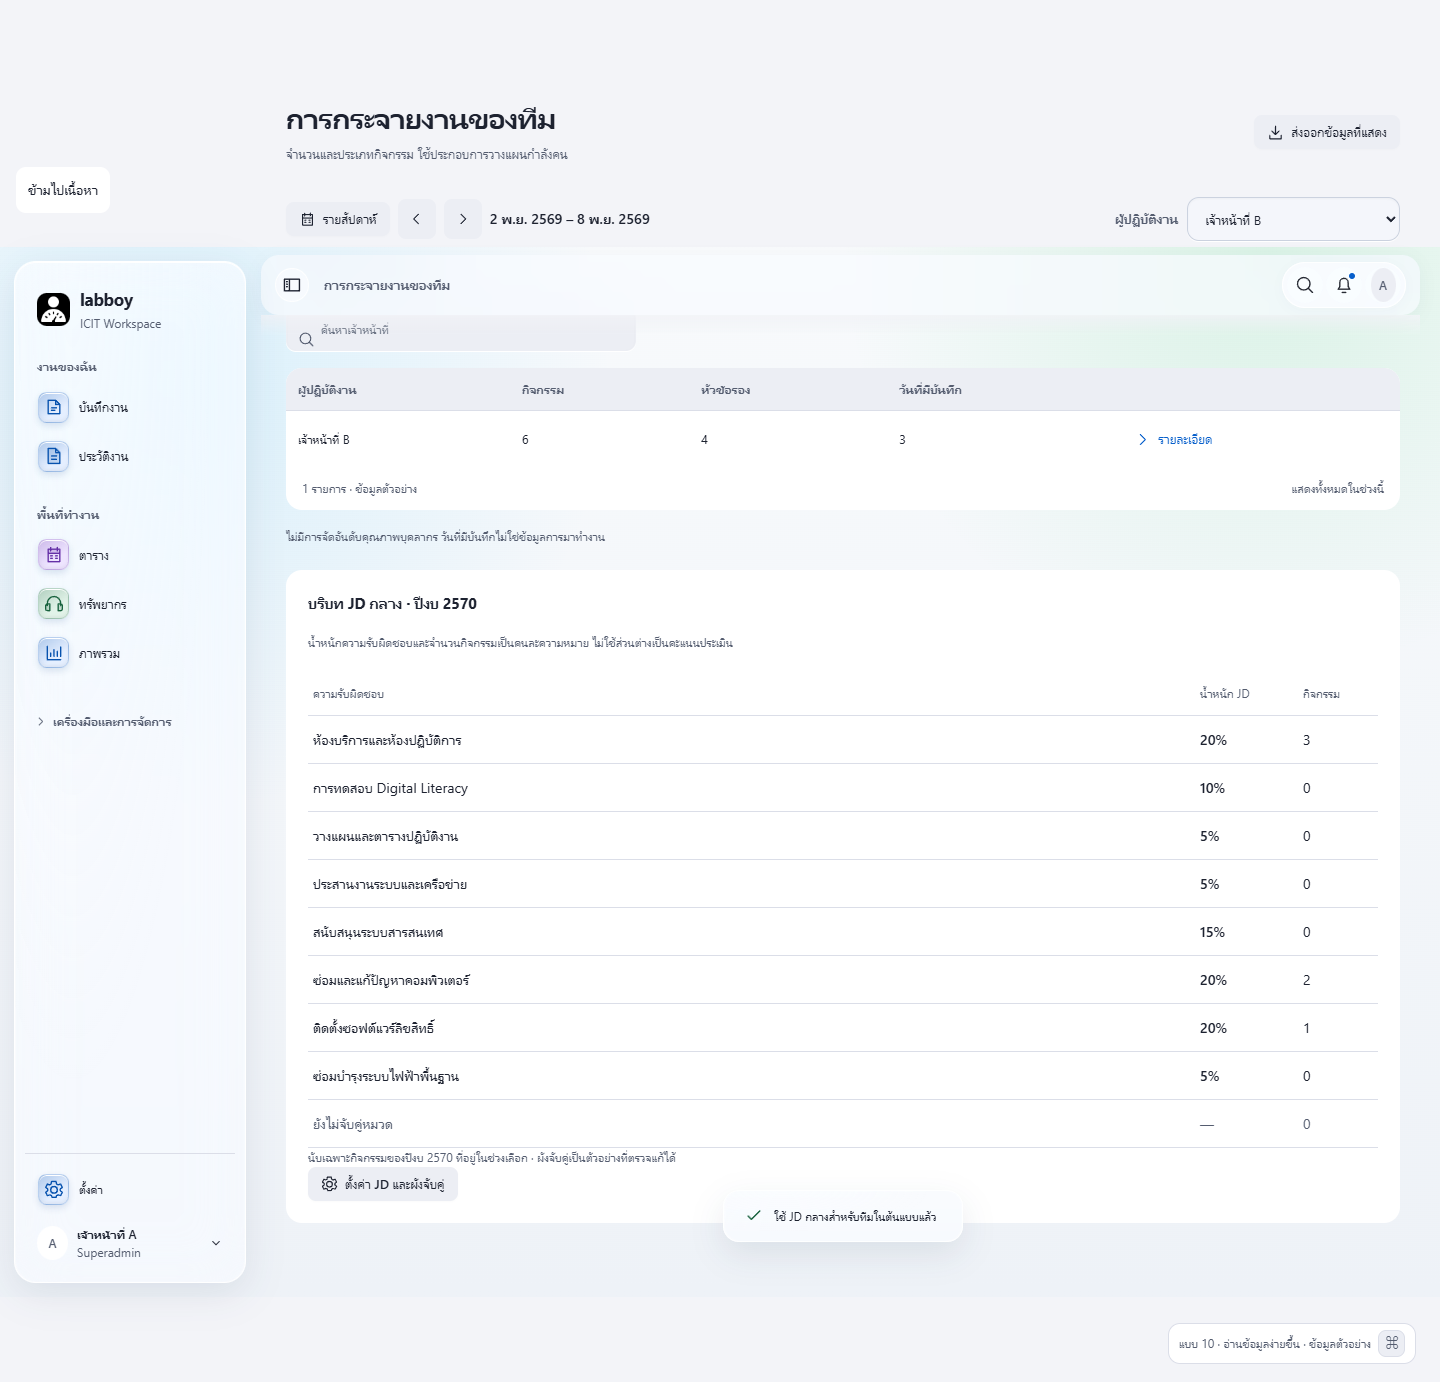 การกระจายงานของทีม
จำนวนและประเภทกิจกรรม ใช้ประกอบการวางแผนกำลังคน
ส่งออกข้อมูลที่แสดง
ข้ามไปเนื้อหา
รายสัปดาห์
2 พ.ย. 2569 – 8 พ.ย. 2569
ผู้ปฏิบัติงาน
เจ้าหน้าที่ B
labboy
ICIT Workspace
งานของฉัน
บันทึกงาน
ประวัติงาน
พื้นที่ทำงาน
ตาราง
ทรัพยากร
ภาพรวม
เครื่องมือและการจัดการ
ตั้งค่า
A
เจ้าหน้าที่ A
Superadmin
การกระจายงานของทีม
A
ค้นหาเจ้าหน้าที่
ผู้ปฏิบัติงาน กิจกรรม หัวข้อรอง วันที่มีบันทึก
เจ้าหน้าที่ B 6 4 3 รายละเอียด
1 รายการ · ข้อมูลตัวอย่าง
แสดงทั้งหมดในช่วงนี้
ไม่มีการจัดอันดับคุณภาพบุคลากร วันที่มีบันทึกไม่ใช่ข้อมูลการมาทำงาน
บริบท JD กลาง · ปีงบ 2570
น้ำหนักความรับผิดชอบและจำนวนกิจกรรมเป็นคนละความหมาย ไม่ใช้ส่วนต่างเป็นคะแนนประเมิน
ความรับผิดชอบ น้ำหนัก JD กิจกรรม
ห้องบริการและห้องปฏิบัติการ 20% 3
การทดสอบ Digital Literacy 10% 0
วางแผนและตารางปฏิบัติงาน 5% 0
ประสานงานระบบและเครือข่าย 5% 0
สนับสนุนระบบสารสนเทศ 15% 0
ซ่อมและแก้ปัญหาคอมพิวเตอร์ 20% 2
ติดตั้งซอฟต์แวร์ลิขสิทธิ์ 20% 1
ซ่อมบำรุงระบบไฟฟ้าพื้นฐาน 5% 0
ยังไม่จับคู่หมวด — 0
นับเฉพาะกิจกรรมของปีงบ 2570 ที่อยู่ในช่วงเลือก · ผังจับคู่เป็นตัวอย่างที่ตรวจแก้ได้
ตั้งค่า JD และผังจับคู่
ใช้ JD กลางสำหรับทีมในต้นแบบแล้ว
แบบ 10 · อ่านข้อมูลง่ายขึ้น · ข้อมูลตัวอย่าง ⌘